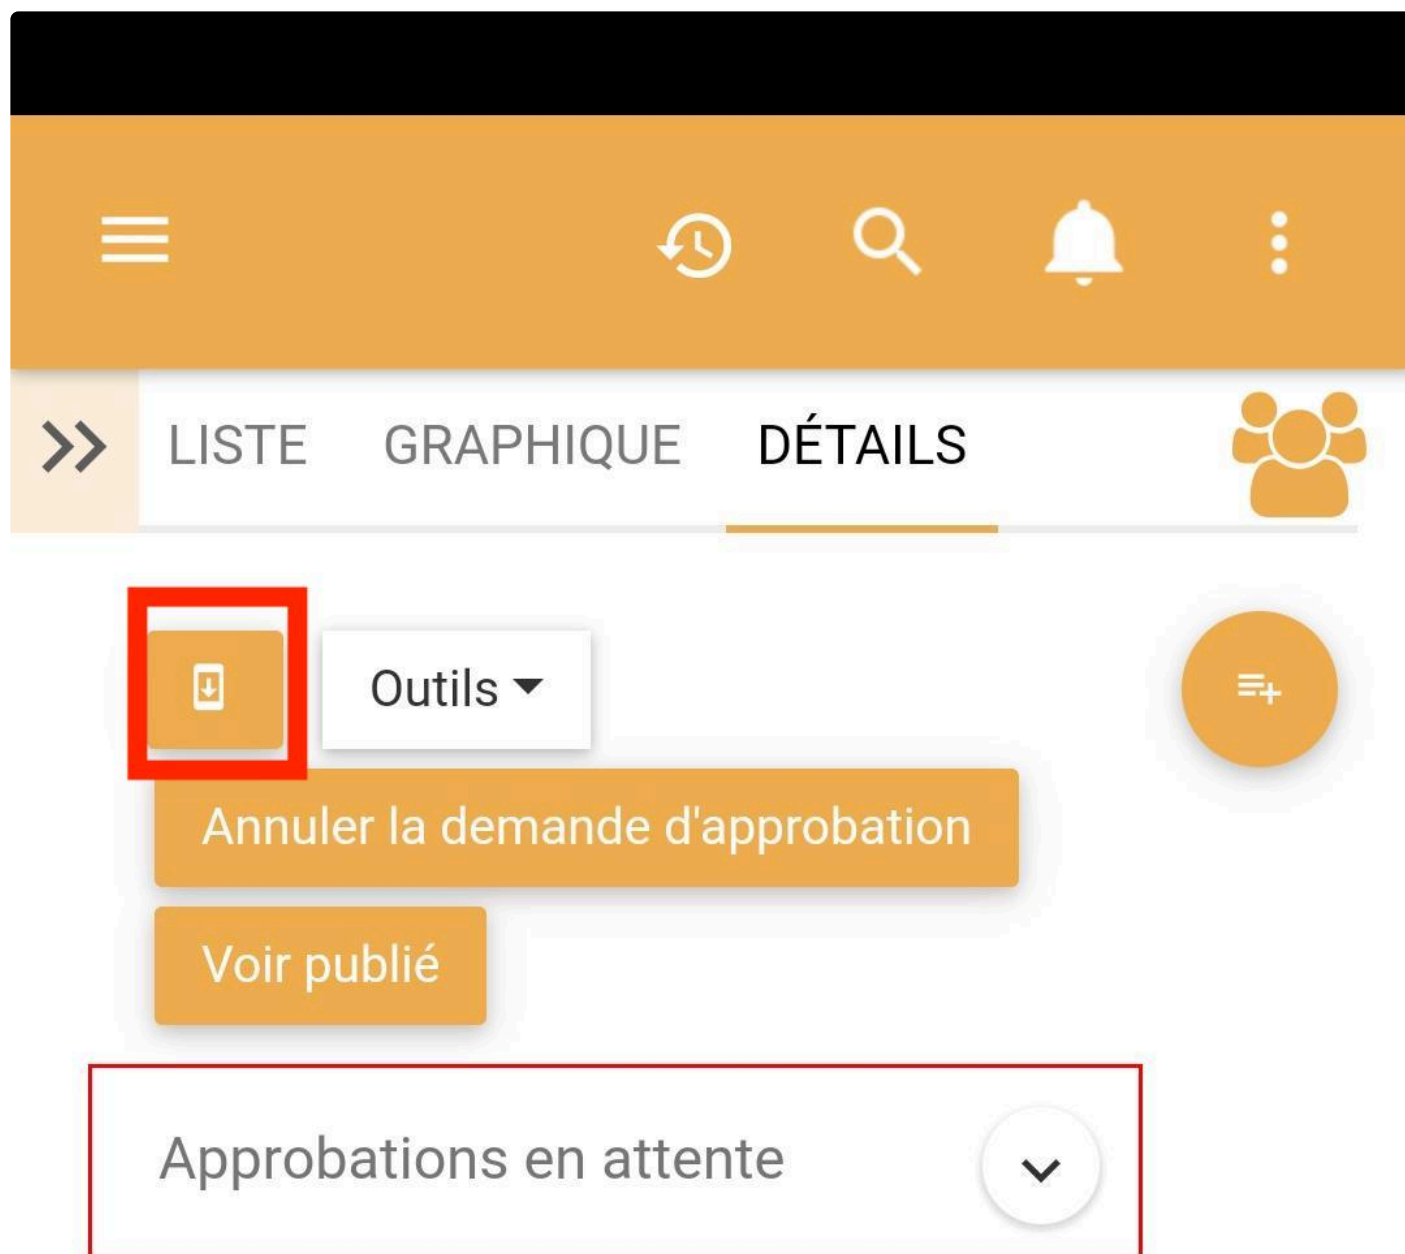 LISTE GRAPHIQUE DÉTAILS
Outils
Annuler la demande d'approbation
Voir publié
Approbations en attente